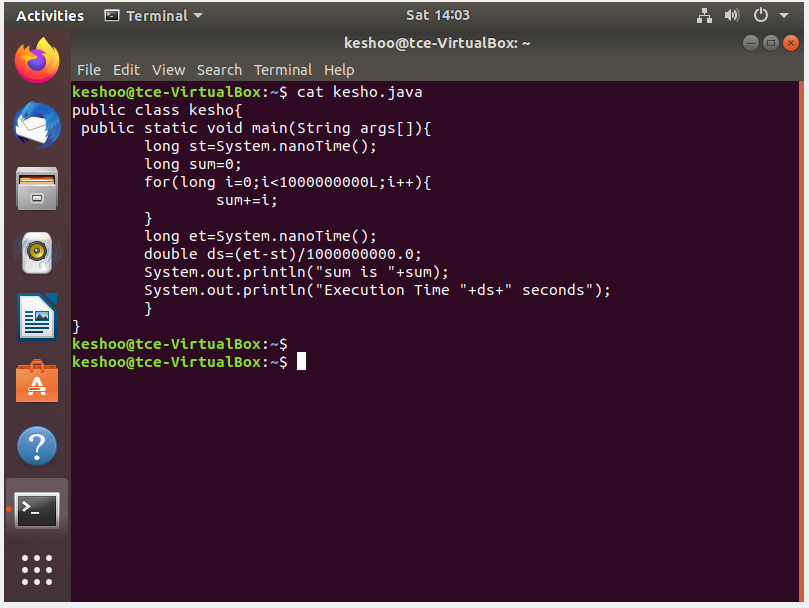 Activities Terminal Sat 14:03
keshoo@tce-VirtualBox: ~
File Edit View Search Terminal Help
keshoo@tce-VirtualBox:~$ cat kesho.java
public class kesho{
 public static void main(String args[]){
        long st=System.nanoTime();
        long sum=0;
        for(long i=0;i<1000000000L;i++){
                sum+=i;
        }
        long et=System.nanoTime();
        double ds=(et-st)/1000000000.0;
        System.out.println("sum is "+sum);
        System.out.println("Execution Time "+ds+" seconds");
        }
}
keshoo@tce-VirtualBox:~$
keshoo@tce-VirtualBox:~$